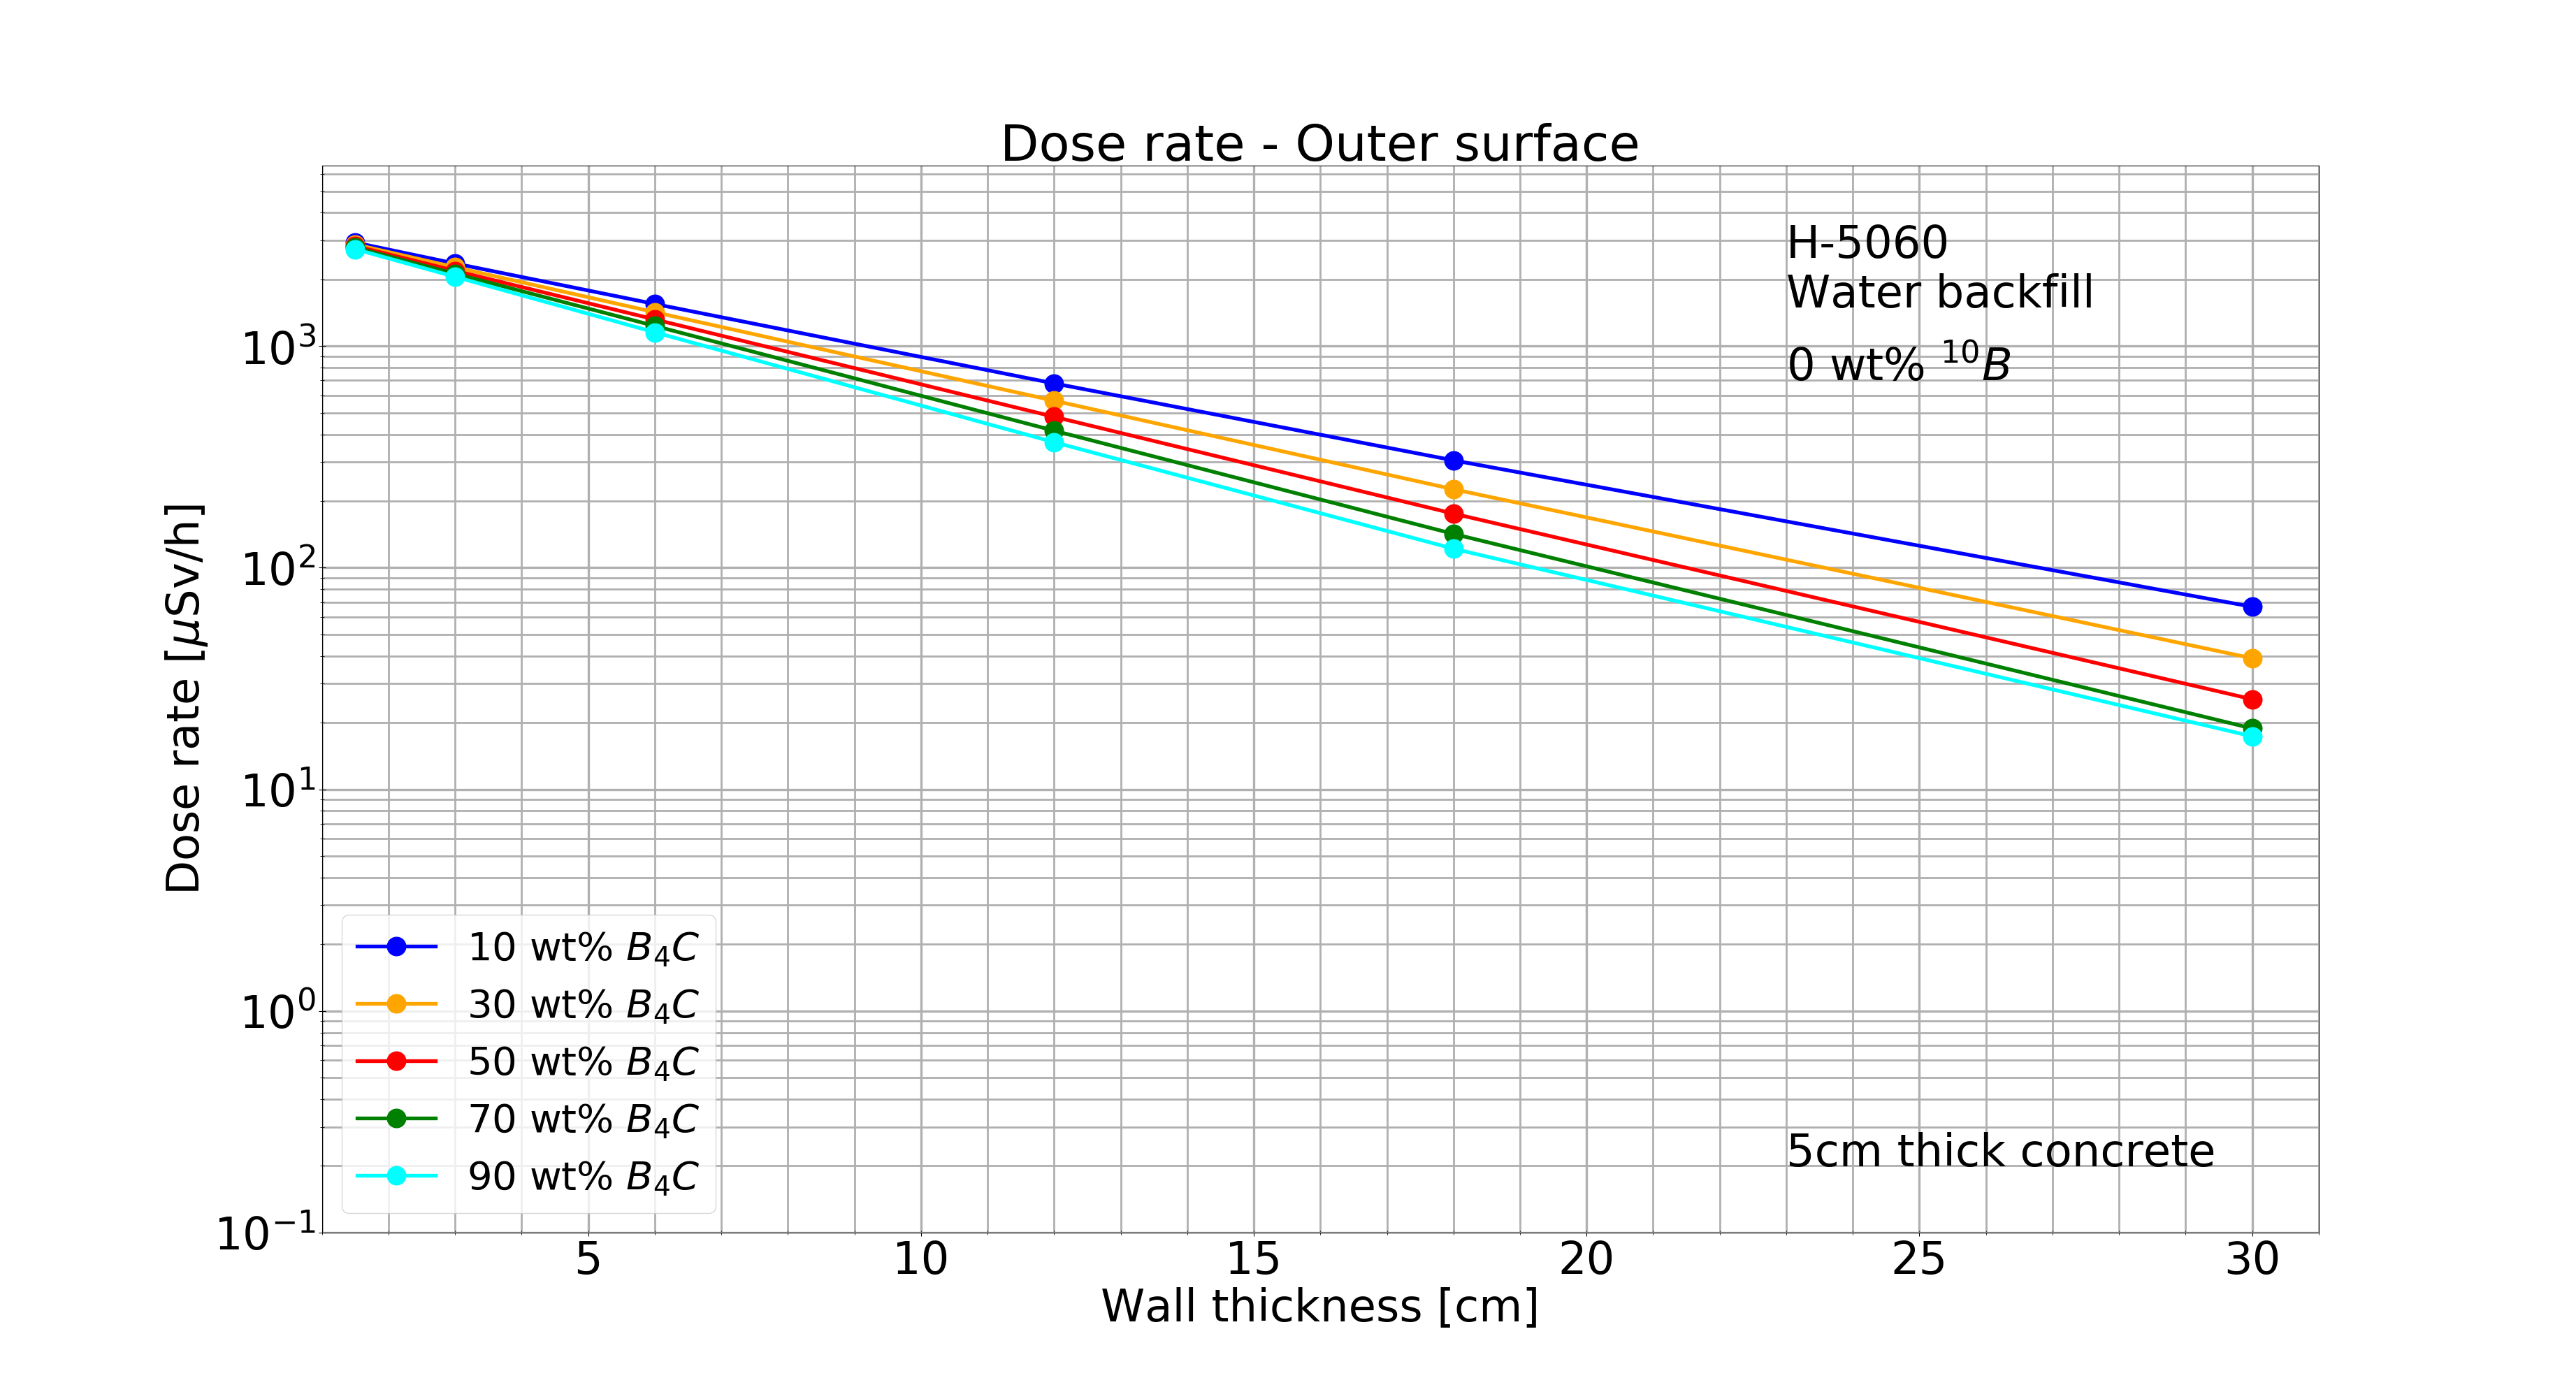 Dose rate - Outer surface
H-5060
Water backfill
0 wt% ¹⁰B
Dose rate [μSv/h]
10³
10²
10¹
10⁰
10⁻¹
10 wt% B₄C
30 wt% B₄C
50 wt% B₄C
70 wt% B₄C
90 wt% B₄C
5cm thick concrete
5 10 15 20 25 30
Wall thickness [cm]